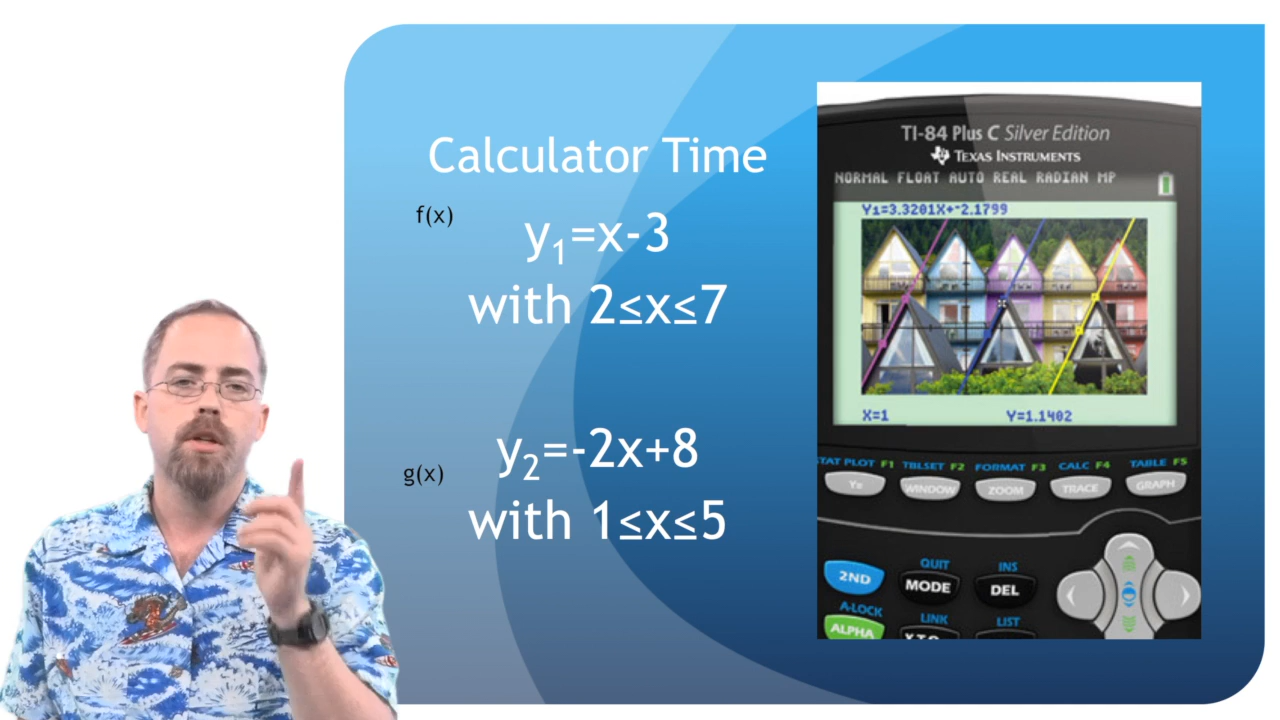 Calculator Time
f(x)
y₁=x-3
with 2≤x≤7
g(x)
y₂=-2x+8
with 1≤x≤5
TI-84 Plus C Silver Edition
TEXAS INSTRUMENTS
NORMAL FLOAT AUTO REAL RADIAN MP
Y₁=3.3201X+-2.1799
X=1 Y=1.1402
TAT PLOT F1 TBLSET F2 FORMAT F3 CALC F4 TABLE F5
Y= WINDOW ZOOM TRACE GRAPH
QUIT INS
2ND MODE DEL
A-LOCK LINK LIST
ALPHA